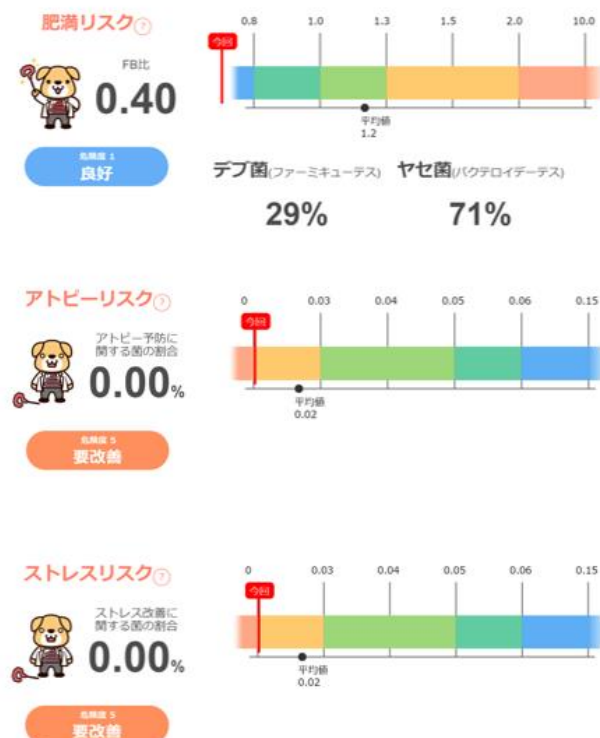 肥満リスク?
FB比
0.40
危険度 1
良好
0.8 1.0 1.3 1.5 2.0 10.0
今回
平均値
1.2
デブ菌(ファーミキューテス) ヤセ菌(バクテロイデーテス)
29% 71%
アトピーリスク?
アトピー予防に
関する菌の割合
0.00%
危険度 5
要改善
0 0.03 0.04 0.05 0.06 0.15
今回
平均値
0.02
ストレスリスク?
ストレス改善に
関する菌の割合
0.00%
危険度 5
要改善
0 0.03 0.04 0.05 0.06 0.15
今回
平均値
0.02